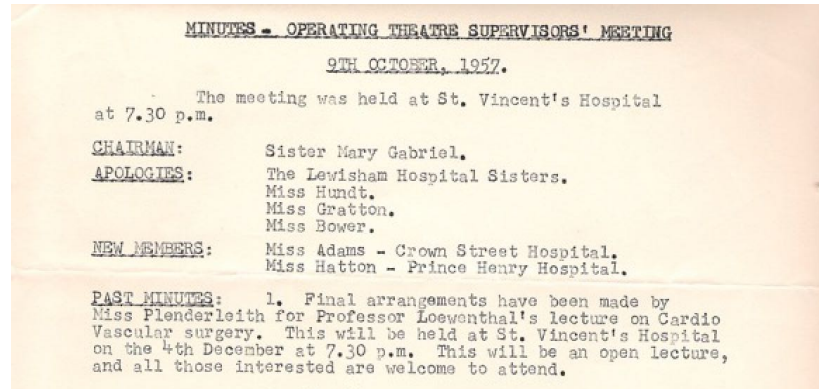 MINUTES - OPERATING THEATRE SUPERVISORS' MEETING
9TH OCTOBER, 1957.
The meeting was held at St. Vincent's Hospital
at 7.30 p.m.
CHAIRMAN: Sister Mary Gabriel.
APOLOGIES: The Lewisham Hospital Sisters.
Miss Hundt.
Miss Gratton.
Miss Bower.
NEW MEMBERS: Miss Adams - Crown Street Hospital.
Miss Hatton - Prince Henry Hospital.
PAST MINUTES: 1. Final arrangements have been made by
Miss Plenderleith for Professor Loewenthal's lecture on Cardio
Vascular surgery. This will be held at St. Vincent's Hospital
on the 4th December at 7.30 p.m. This will be an open lecture,
and all those interested are welcome to attend.